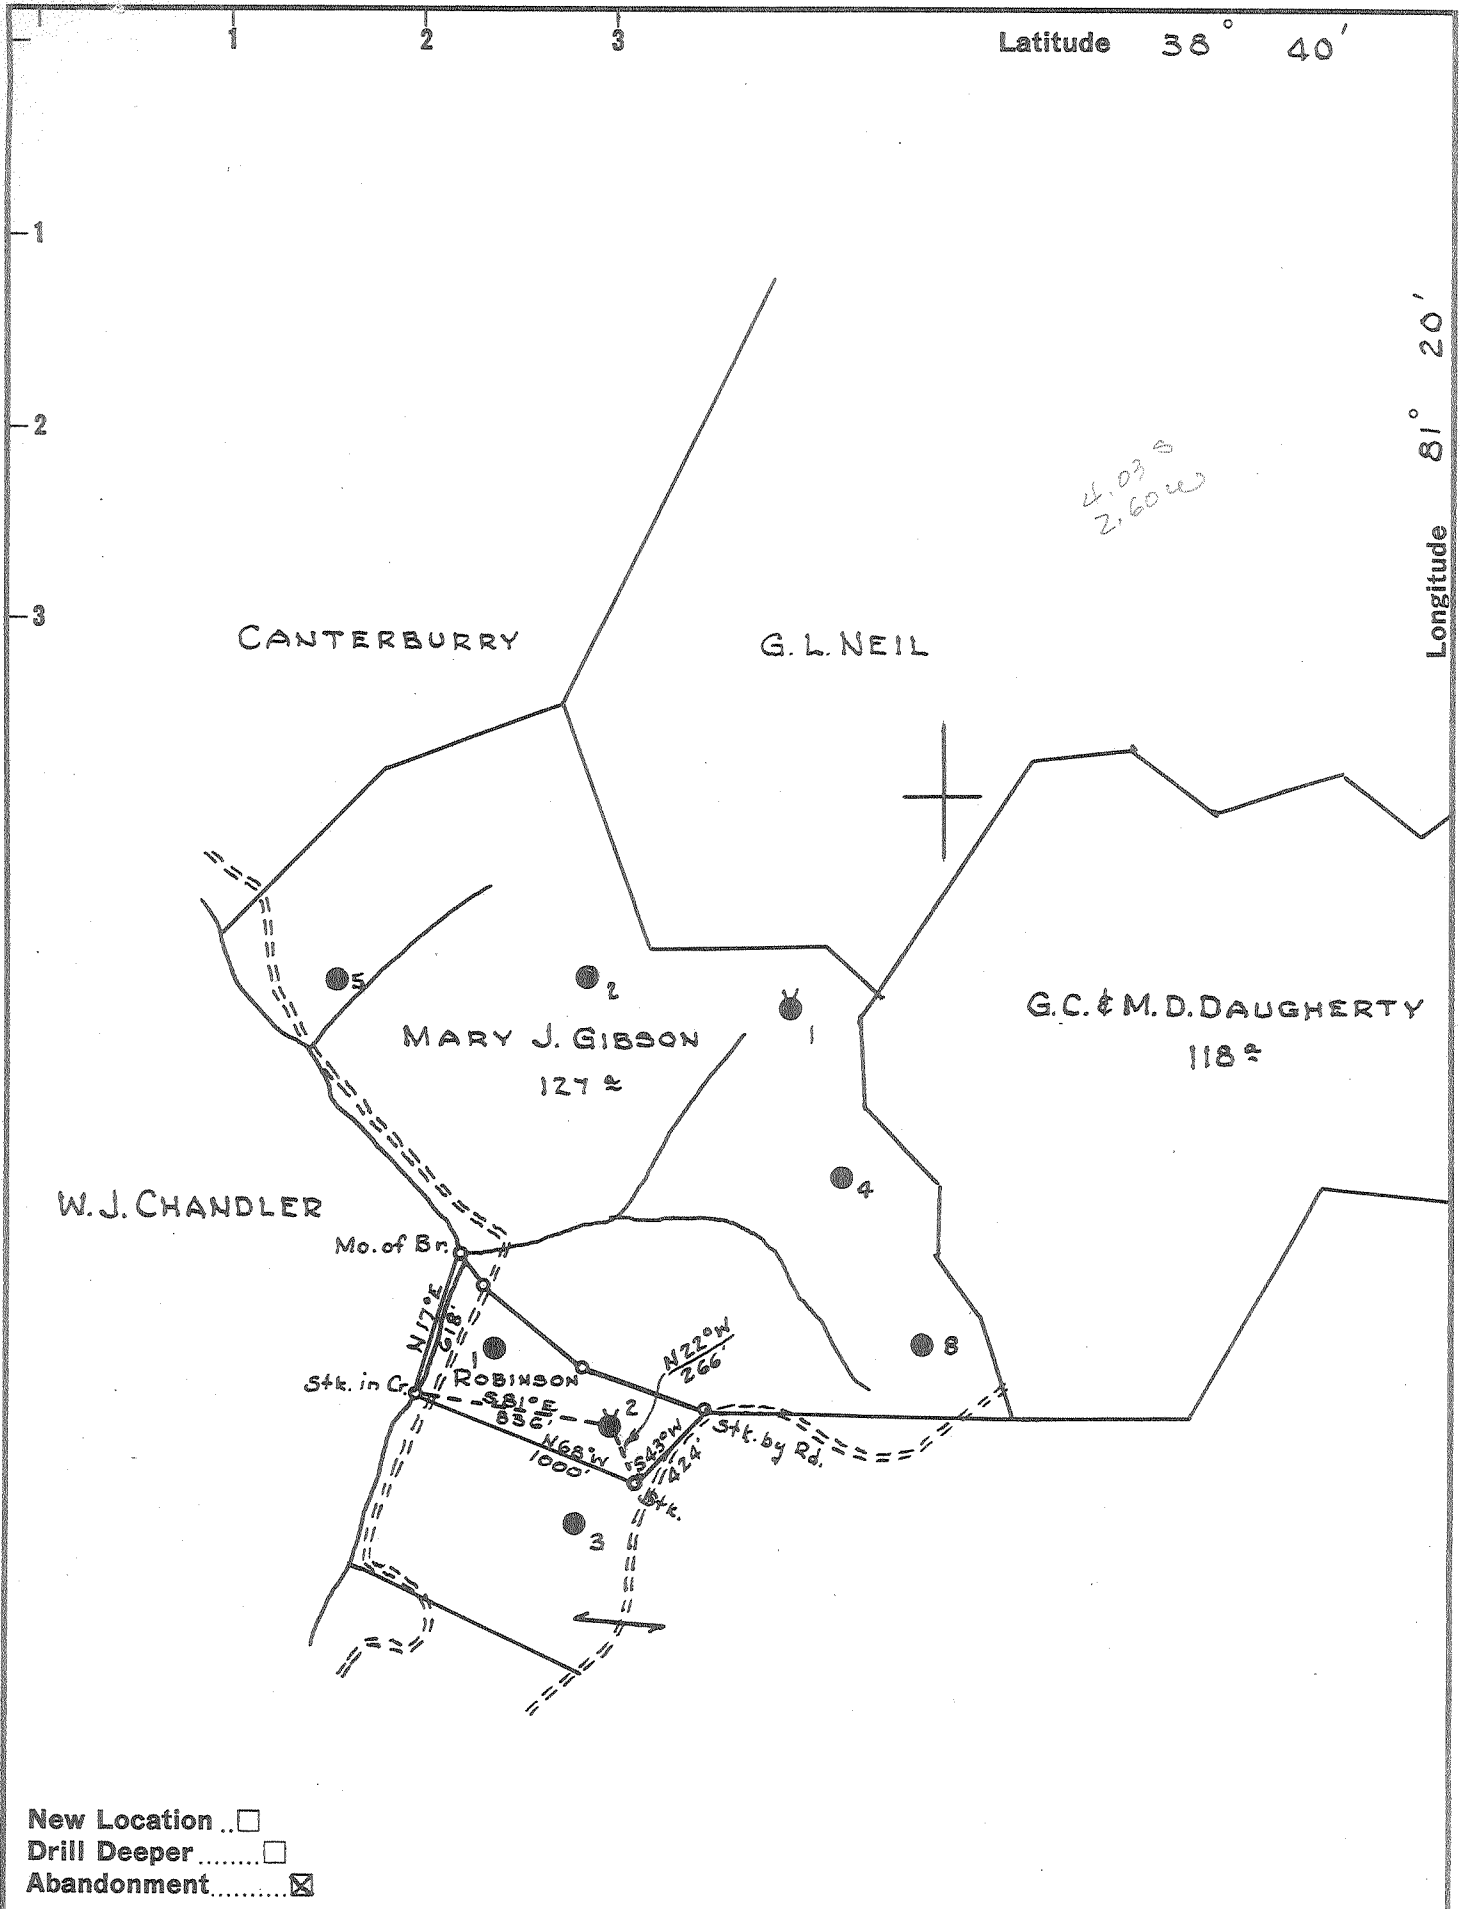 1
2
3
Latitude 38° 40'
1
2
3
Longitude 81° 20'
4.03 S
2.60 W
CANTERBURRY
G. L. NEIL
5
2
1
MARY J. GIBSON
127 a
G.C. & M.D. DAUGHERTY
118 a
4
W. J. CHANDLER
Mo. of Br.
N17°E
618'
1
ROBINSON
N22°W
266'
8
Stk. in Cr.
S81°E
836'
2
Stk. by Rd.
N68°W
1000'
S43°W
424'
Stk.
3
New Location ..
Drill Deeper ........
Abandonment ..........